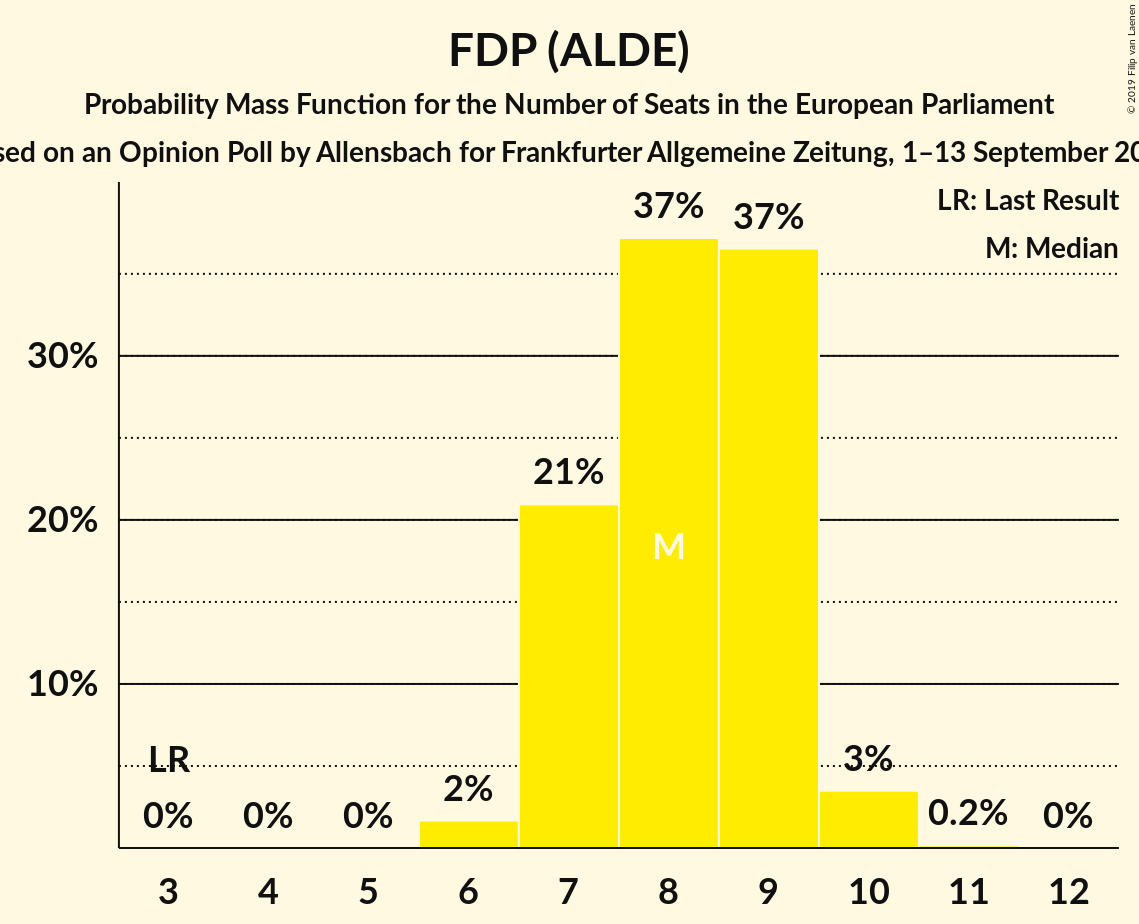 FDP (ALDE)
Probability Mass Function for the Number of Seats in the European Parliament
on an Opinion Poll by Allensbach for Frankfurter Allgemeine Zeitung, 1–13 September
© 2019 Filip van Laenen
LR: Last Result
M: Median
37%
37%
30%
21%
20%
M
10%
LR
3%
2%
0%
0%
0%
0.2%
0%
3
4
5
6
7
8
9
10
11
12